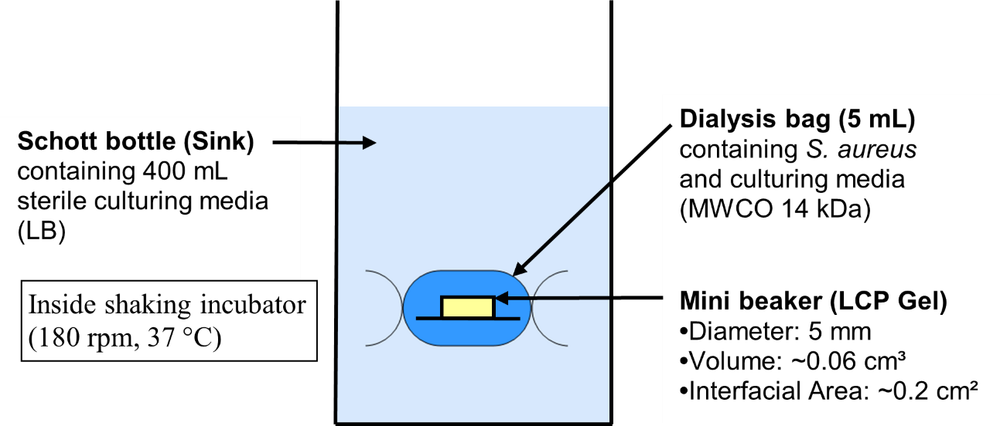 Schott bottle (Sink)
containing 400 mL
sterile culturing media
(LB)
Inside shaking incubator
(180 rpm, 37 °C)
Dialysis bag (5 mL)
containing S. aureus
and culturing media
(MWCO 14 kDa)
Mini beaker (LCP Gel)
•Diameter: 5 mm
•Volume: ~0.06 cm³
•Interfacial Area: ~0.2 cm²